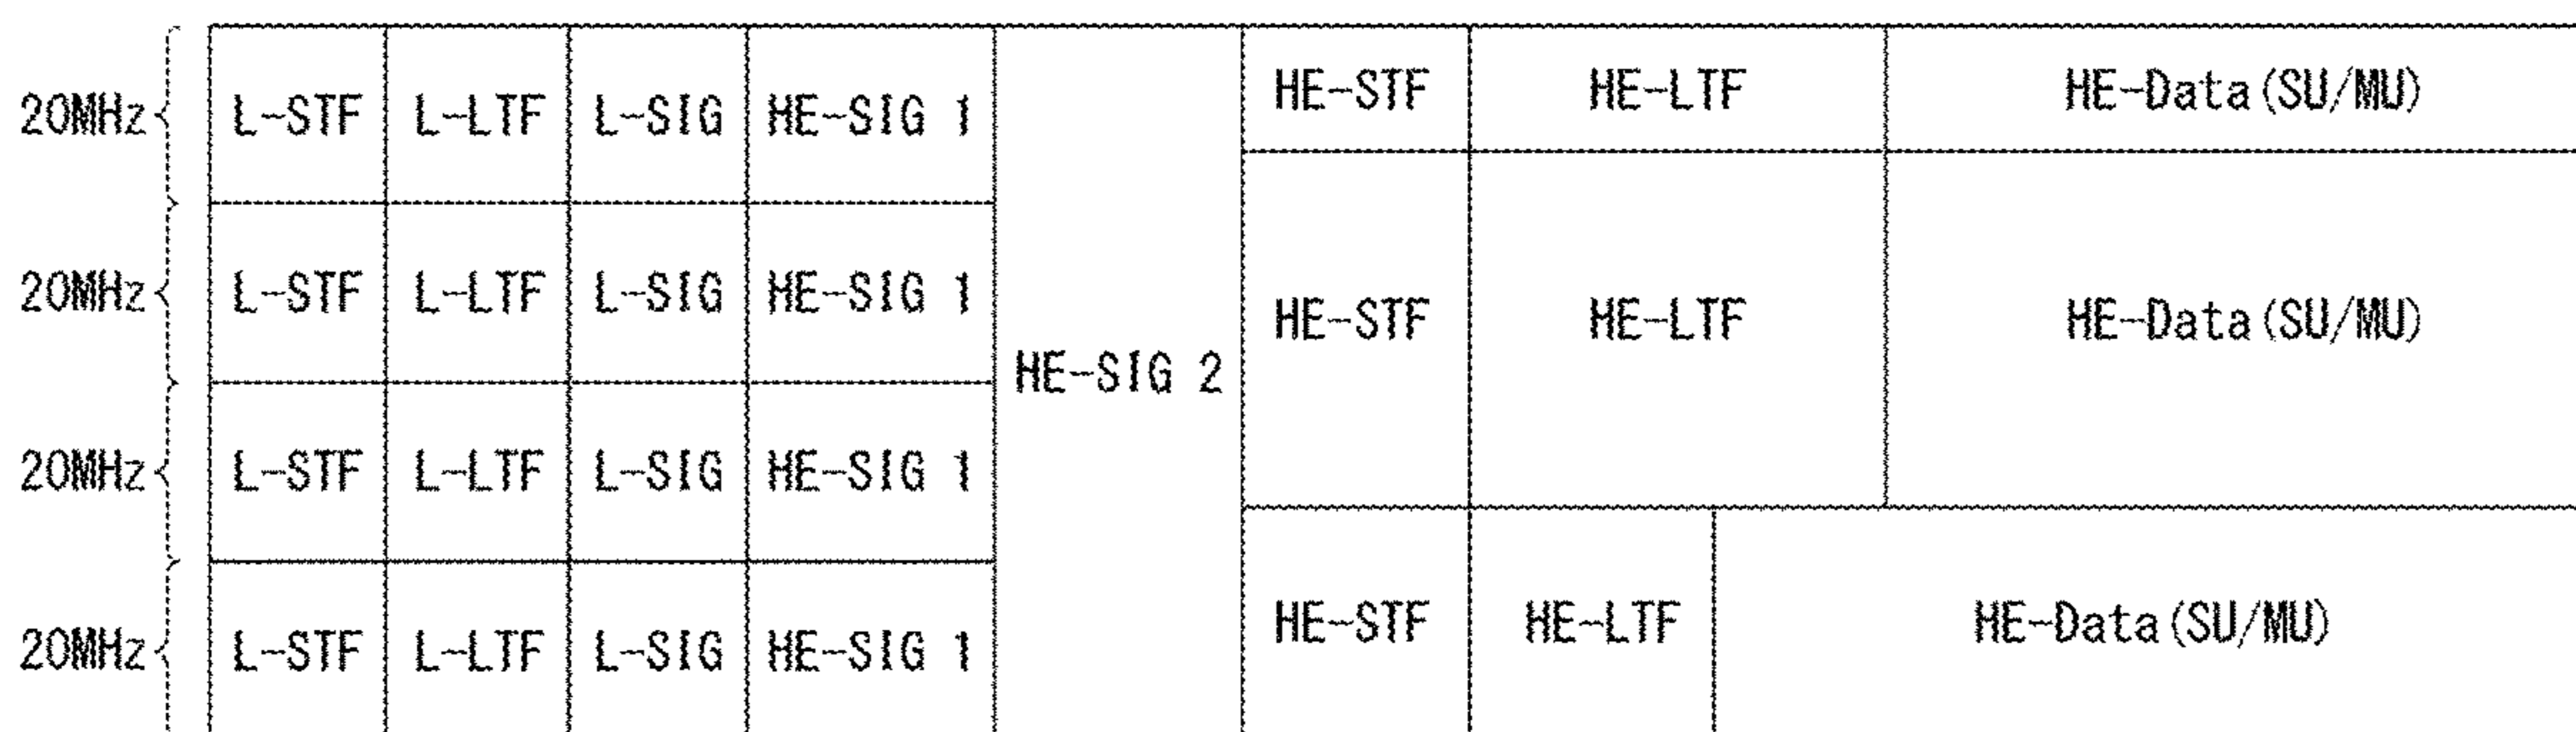 20MHz L-STF L-LTF L-SIG HE-SIG 1 HE-STF HE-LTF HE-Data(SU/MU)
20MHz L-STF L-LTF L-SIG HE-SIG 1 HE-STF HE-LTF HE-Data(SU/MU)
HE-SIG 2
20MHz L-STF L-LTF L-SIG HE-SIG 1
20MHz L-STF L-LTF L-SIG HE-SIG 1 HE-STF HE-LTF HE-Data(SU/MU)